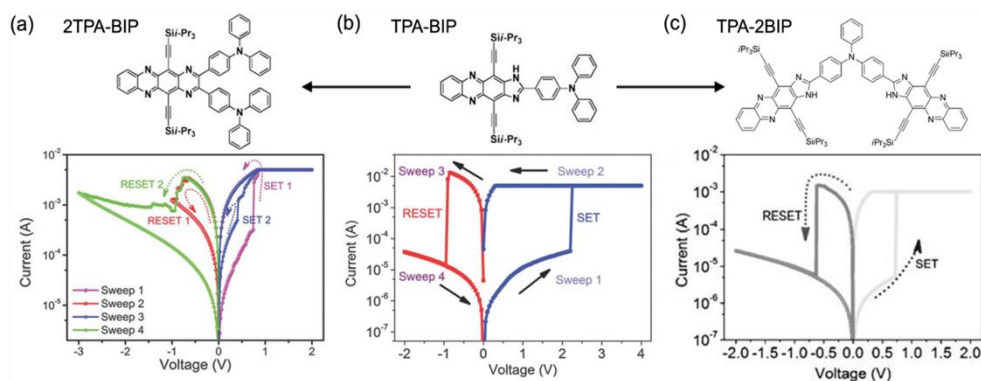 (a) 2TPA-BIP
(b) TPA-BIP
(c) TPA-2BIP
Sii-Pr3
N N N
N N N
N
N
Sii-Pr3
Sii-Pr3
H
N N
N N
N
Sii-Pr3
N
iPr3Si
SiiPr3
N N N N
N NH HN N
SiiPr3
iPr3Si
Current (A)
10-2
10-3
10-4
10-5
RESET 2
RESET 1
SET 1
SET 2
Sweep 1
Sweep 2
Sweep 3
Sweep 4
-3 -2 -1 0 1 2
Voltage (V)
Current (A)
10-2
10-3
10-4
10-5
10-6
10-7
Sweep 3
Sweep 2
RESET
SET
Sweep 4
Sweep 1
-2 0 2 4
Voltage (V)
Current (A)
10-2
10-3
10-4
10-5
10-6
10-7
RESET
SET
-2.0 -1.5 -1.0 -0.5 0.0 0.5 1.0 1.5 2.0
Voltage (V)